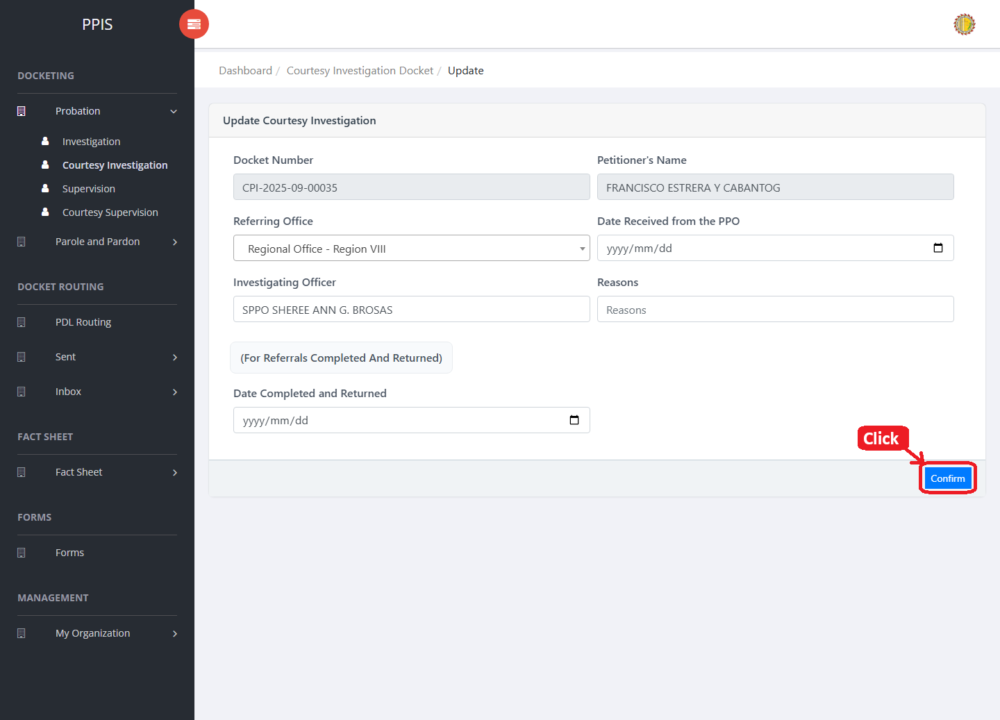 PPIS
DOCKETING
Probation
Investigation
Courtesy Investigation
Supervision
Courtesy Supervision
Parole and Pardon
DOCKET ROUTING
PDL Routing
Sent
Inbox
FACT SHEET
Fact Sheet
FORMS
Forms
MANAGEMENT
My Organization
Dashboard / Courtesy Investigation Docket / Update
Update Courtesy Investigation
Docket Number
CPI-2025-09-00035
Petitioner's Name
FRANCISCO ESTRERA Y CABANTOG
Referring Office
Regional Office - Region VIII
Date Received from the PPO
yyyy/mm/dd
Investigating Officer
SPPO SHEREE ANN G. BROSAS
Reasons
Reasons
(For Referrals Completed And Returned)
Date Completed and Returned
yyyy/mm/dd
Click
Confirm